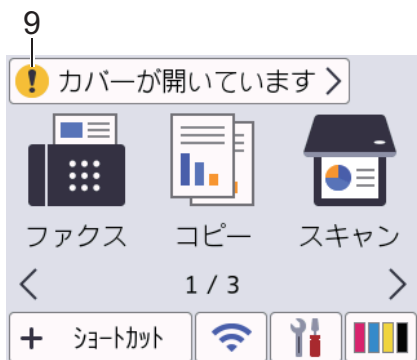 9
! カバーが開いています >
ファクス コピー スキャン
< 1 / 3 >
+ ショートカット